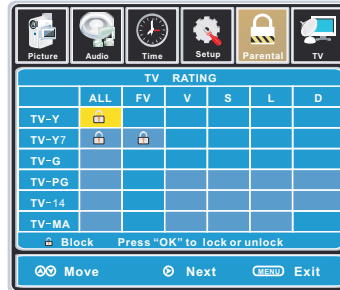 Picture Audio Time Setup Parental TV
TV RATING
ALL FV V S L D
TV-Y
TV-Y7
TV-G
TV-PG
TV-14
TV-MA
Block Press "OK" to lock or unlock
Move Next MENU Exit